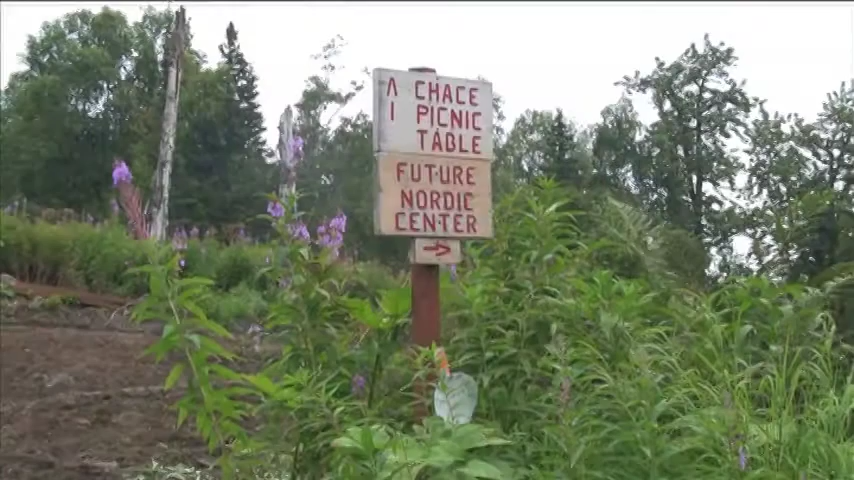 CHACE
PICNIC
TABLE
FUTURE
NORDIC
CENTER